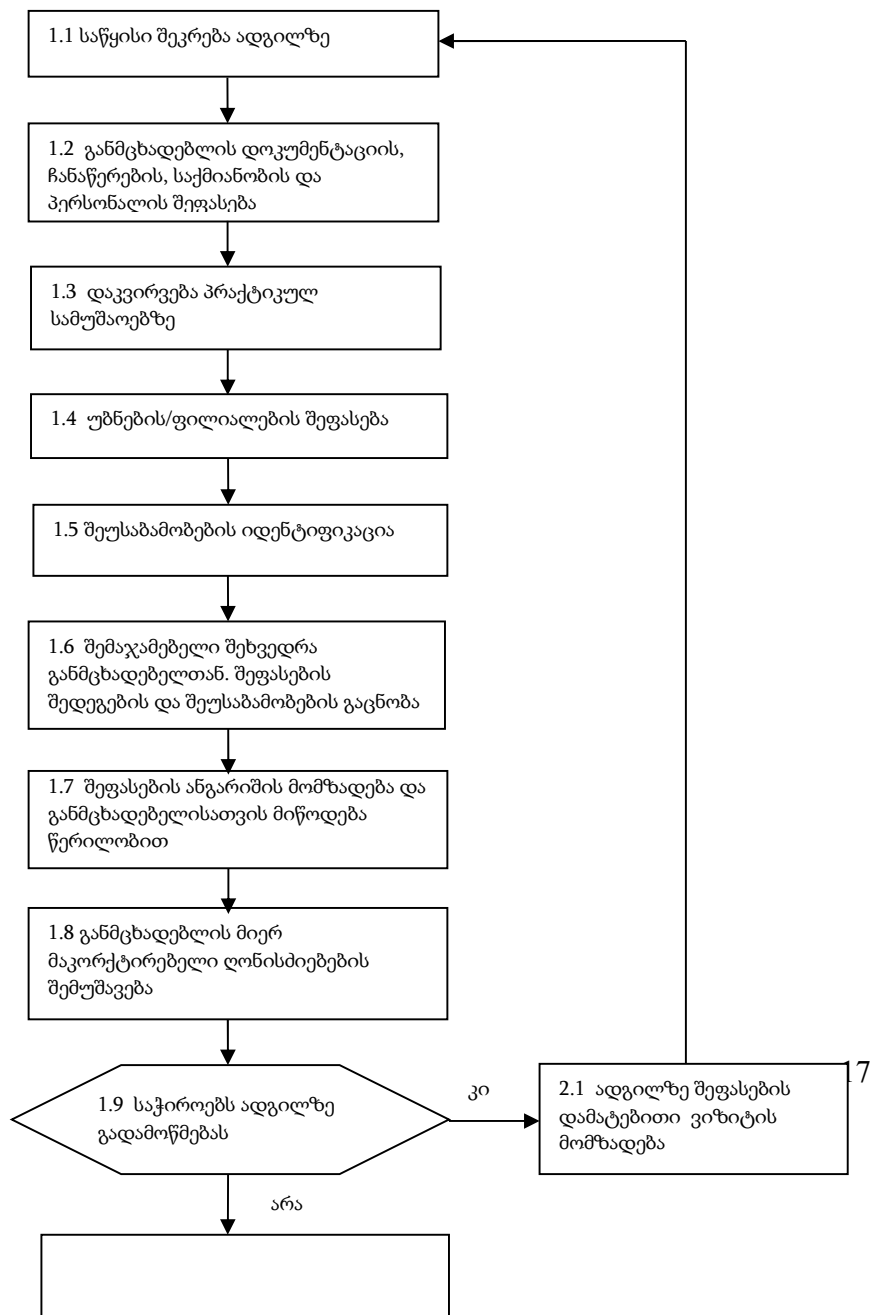 1.1 საწყისი შეკრება ადგილზე
1.2 განმცხადებლის დოკუმენტაციის,
ჩანაწერების, საქმიანობის და
პერსონალის შეფასება
1.3 დაკვირვება პრაქტიკულ
სამუშაოებზე
1.4 უბნების/ფილიალების შეფასება
1.5 შეუსაბამობების იდენტიფიკაცია
1.6 შემაჯამებელი შეხვედრა
განმცხადებელთან. შეფასების
შედეგების და შეუსაბამობების გაცნობა
1.7 შეფასების ანგარიშის მომზადება და
განმცხადებელისათვის მიწოდება
წერილობით
1.8 განმცხადებლის მიერ
მაკორქტირებელი ღონისძიებების
შემუშავება
1.9 საჭიროებს ადგილზე
გადამოწმებას
კი
2.1 ადგილზე შეფასების
დამატებითი ვიზიტის
მომზადება
17
არა